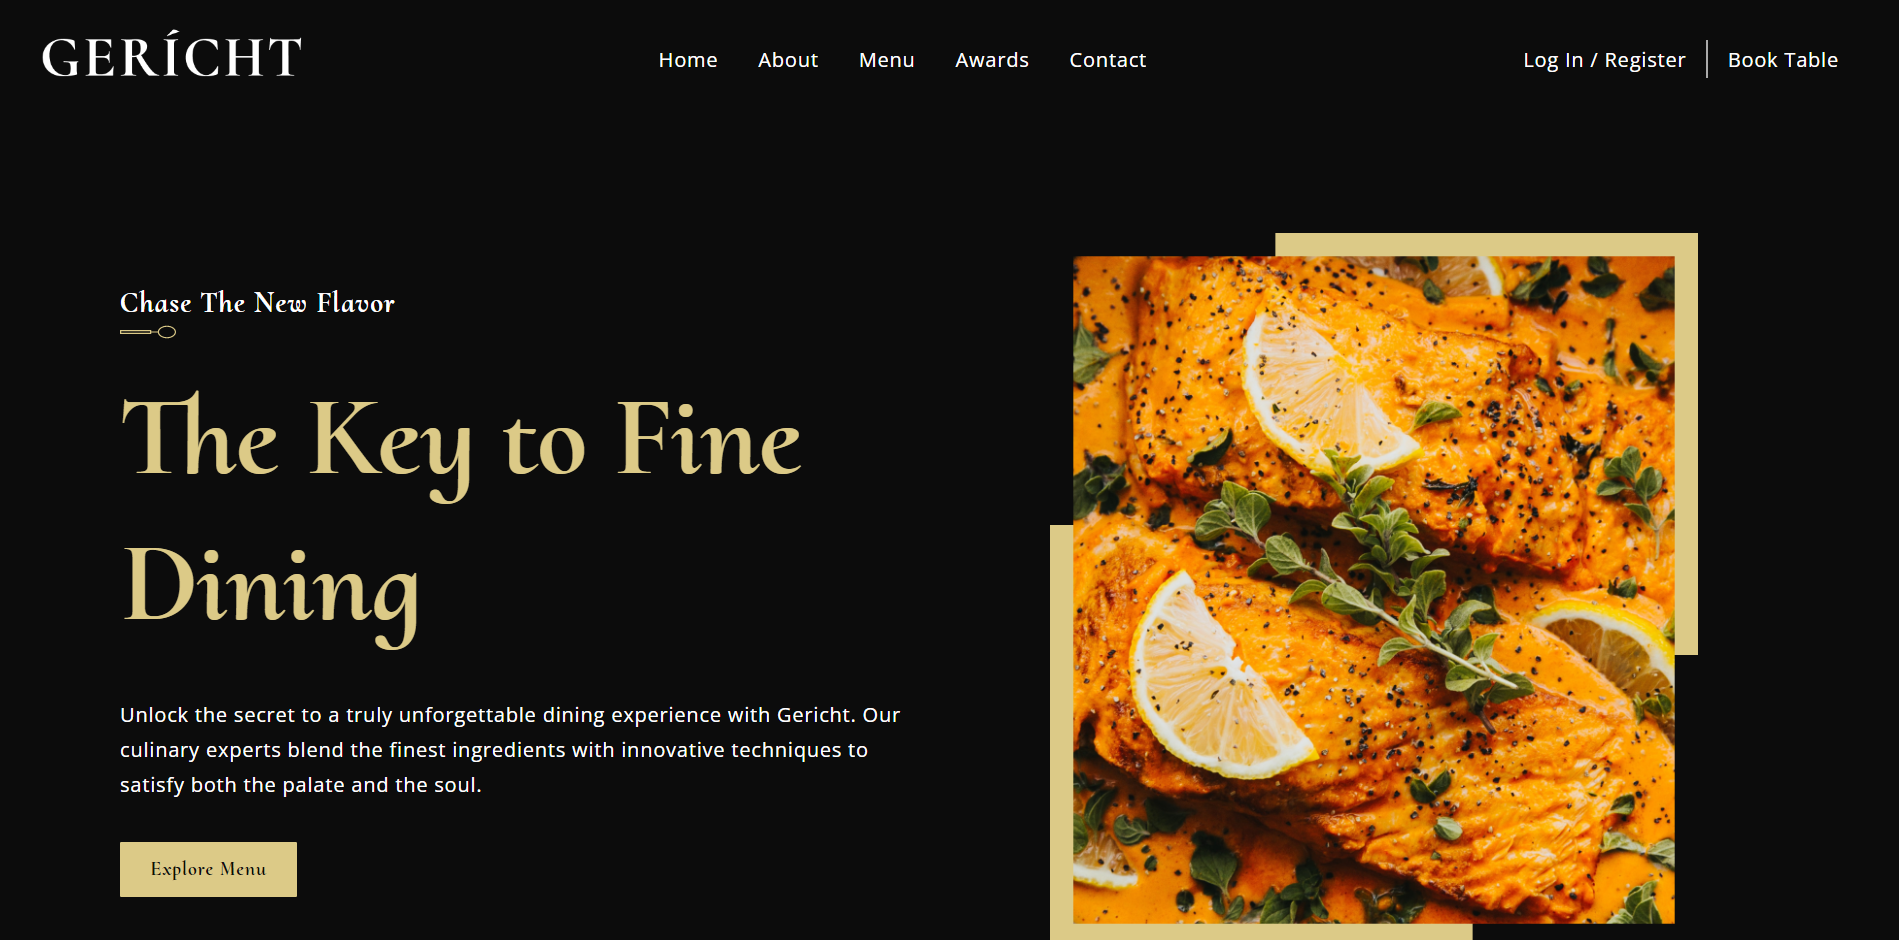 GERÍCHT
Home About Menu Awards Contact
Log In / Register Book Table
Chase The New Flavor
The Key to Fine
Dining
Unlock the secret to a truly unforgettable dining experience with Gericht. Our
culinary experts blend the finest ingredients with innovative techniques to
satisfy both the palate and the soul.
Explore Menu